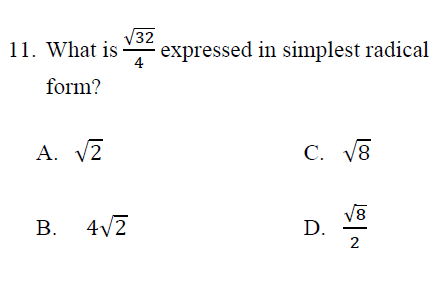 11. What is √32/4 expressed in simplest radical
form?
A. √2
C. √8
B. 4√2
D. √8/2